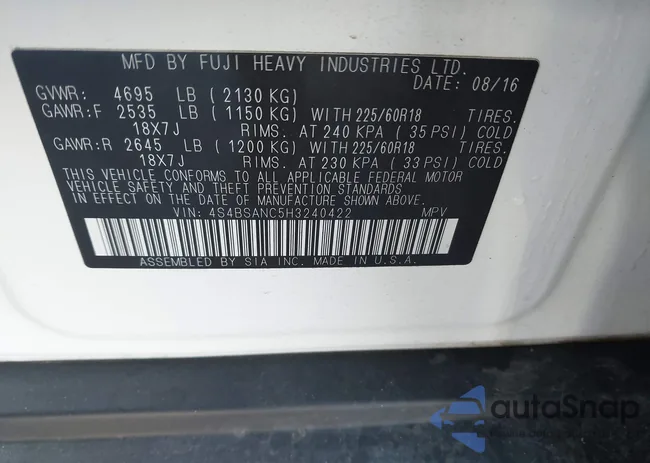 MFD BY FUJI HEAVY INDUSTRIES LTD.
DATE: 08/16
GVWR: 4695 LB ( 2130 KG)
GAWR:F 2535 LB ( 1150 KG) WITH 225/60R18 TIRES.
18X7J RIMS. AT 240 KPA ( 35 PSI) COLD
GAWR:R 2645 LB ( 1200 KG) WITH 225/60R18 TIRES.
18X7J RIMS. AT 230 KPA ( 33 PSI) COLD
THIS VEHICLE CONFORMS TO ALL APPLICABLE FEDERAL MOTOR
VEHICLE SAFETY AND THEFT PREVENTION STANDARDS
IN EFFECT ON THE DATE OF MANUFACTURE SHOWN ABOVE.
VIN: 4S4BSANC5H3240422 MPV
ASSEMBLED BY SIA INC. MADE IN U.S.A.
autoSnap